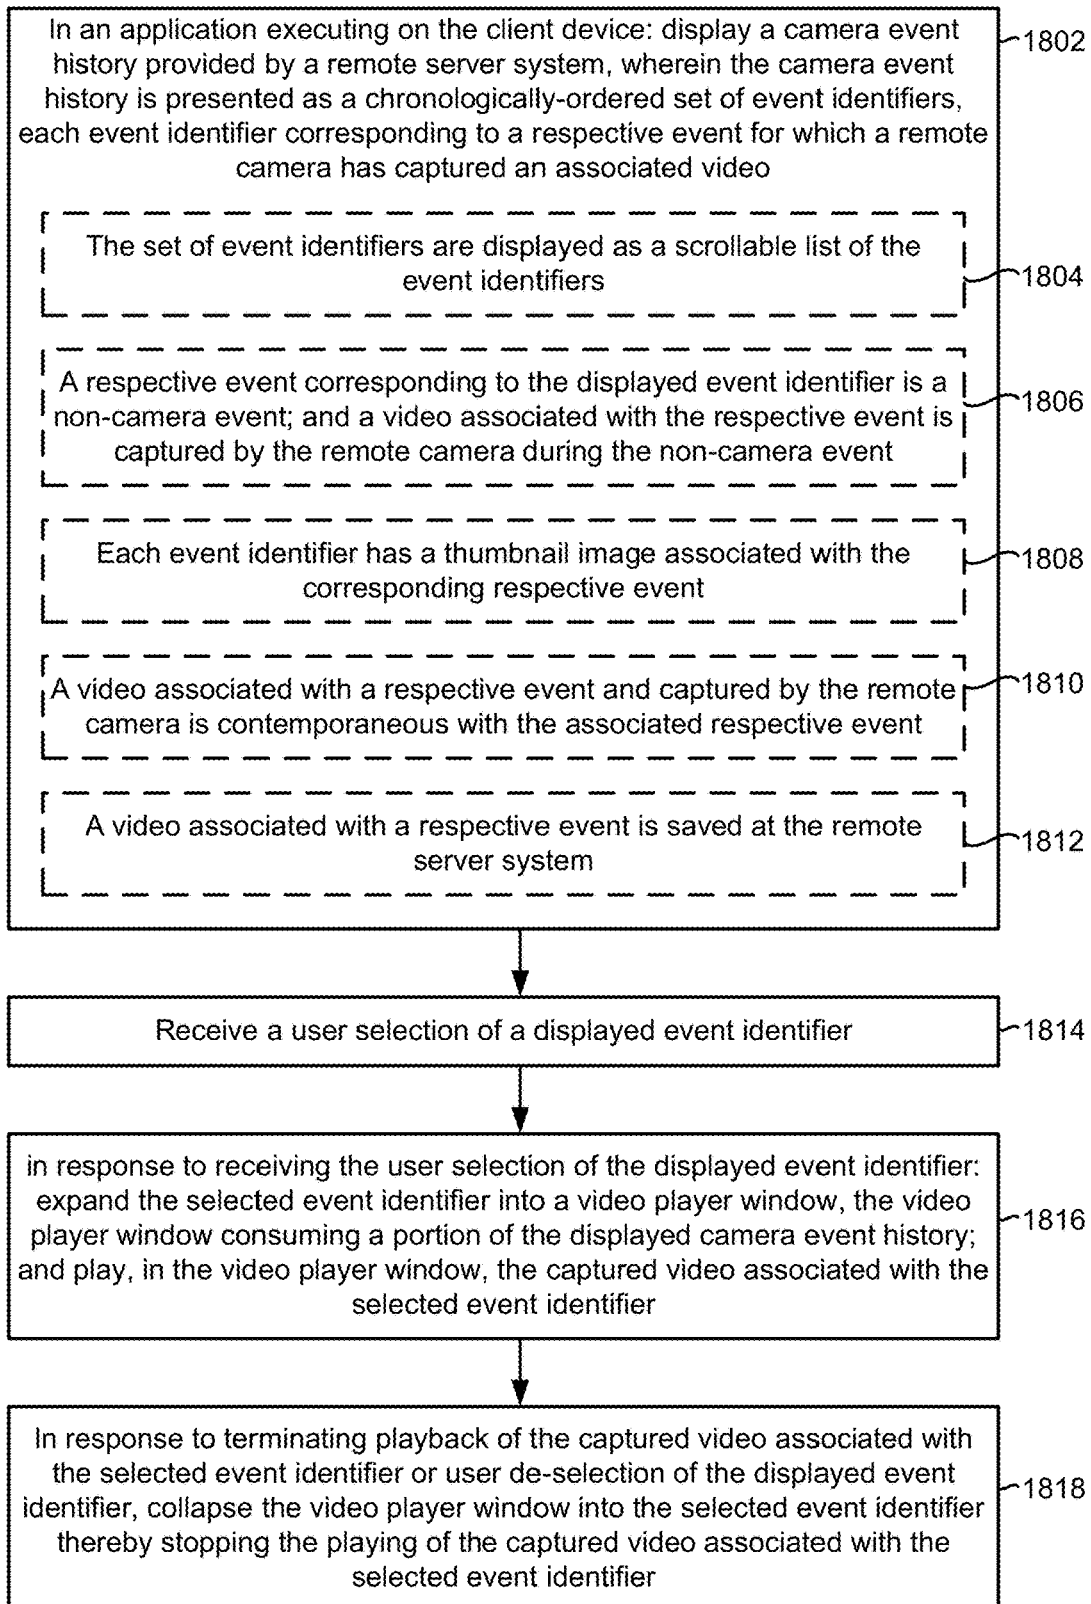 In an application executing on the client device: display a camera event
history provided by a remote server system, wherein the camera event
history is presented as a chronologically-ordered set of event identifiers,
each event identifier corresponding to a respective event for which a remote
camera has captured an associated video
1802
The set of event identifiers are displayed as a scrollable list of the
event identifiers
1804
A respective event corresponding to the displayed event identifier is a
non-camera event; and a video associated with the respective event is
captured by the remote camera during the non-camera event
1806
Each event identifier has a thumbnail image associated with the
corresponding respective event
1808
A video associated with a respective event and captured by the remote
camera is contemporaneous with the associated respective event
1810
A video associated with a respective event is saved at the remote
server system
1812
Receive a user selection of a displayed event identifier
1814
in response to receiving the user selection of the displayed event identifier:
expand the selected event identifier into a video player window, the video
player window consuming a portion of the displayed camera event history;
and play, in the video player window, the captured video associated with the
selected event identifier
1816
In response to terminating playback of the captured video associated with
the selected event identifier or user de-selection of the displayed event
identifier, collapse the video player window into the selected event identifier
thereby stopping the playing of the captured video associated with the
selected event identifier
1818